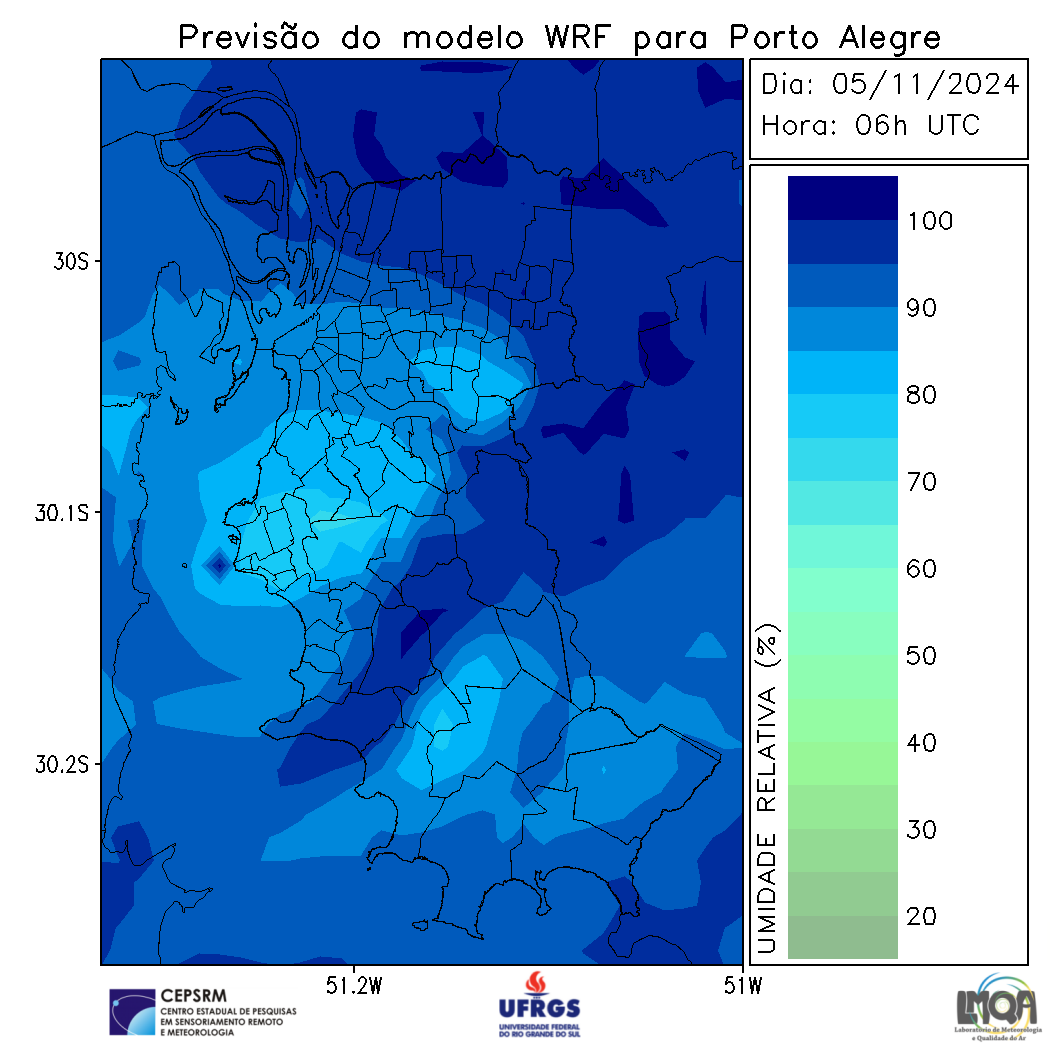 Previsão do modelo WRF para Porto Alegre
Dia: 05/11/2024
Hora: 06h UTC
30S
30.1S
30.2S
51.2W
51W
UMIDADE RELATIVA (%)
100
90
80
70
60
50
40
30
20
CEPSRM
CENTRO ESTADUAL DE PESQUISAS
EM SENSORIAMENTO REMOTO
E METEOROLOGIA
UFRGS
UNIVERSIDADE FEDERAL
DO RIO GRANDE DO SUL
LMQA
Laboratório de Meteorologia
e Qualidade do Ar